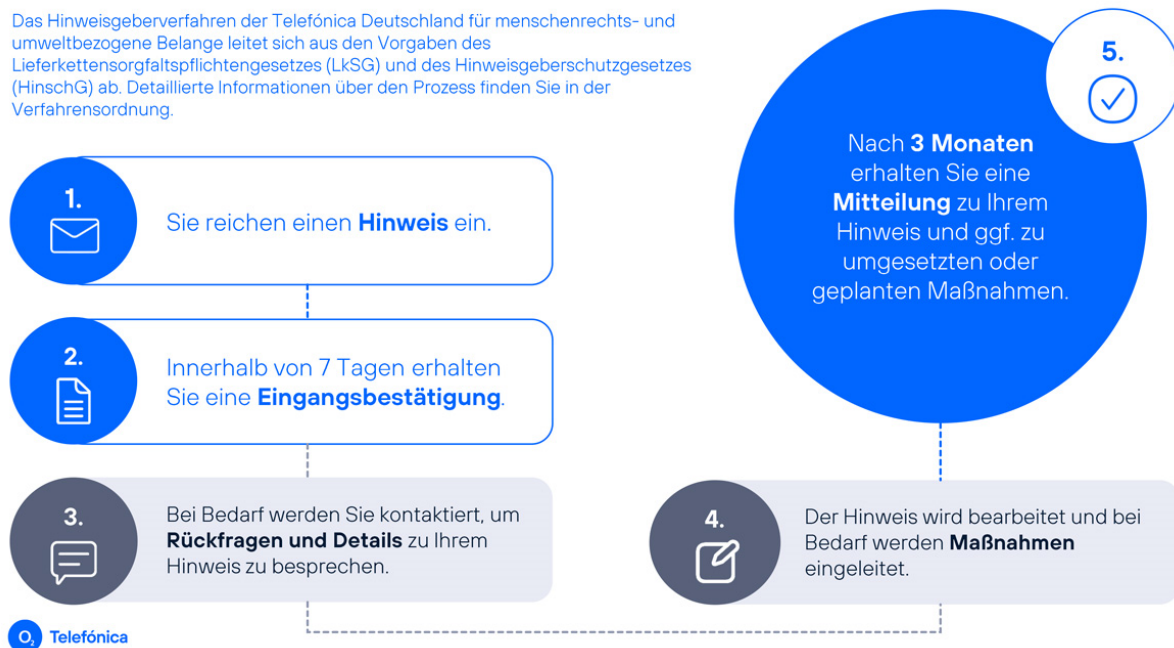 Das Hinweisgeberverfahren der Telefónica Deutschland für menschenrechts- und
umweltbezogene Belange leitet sich aus den Vorgaben des
Lieferkettensorgfaltspflichtengesetzes (LkSG) und des Hinweisgeberschutzgesetzes
(HinschG) ab. Detaillierte Informationen über den Prozess finden Sie in der
Verfahrensordnung.
1.
Sie reichen einen Hinweis ein.
2.
Innerhalb von 7 Tagen erhalten
Sie eine Eingangsbestätigung.
3.
Bei Bedarf werden Sie kontaktiert, um
Rückfragen und Details zu Ihrem
Hinweis zu besprechen.
4.
Der Hinweis wird bearbeitet und bei
Bedarf werden Maßnahmen
eingeleitet.
5.
Nach 3 Monaten
erhalten Sie eine
Mitteilung zu Ihrem
Hinweis und ggf. zu
umgesetzten oder
geplanten Maßnahmen.
O₂ Telefónica